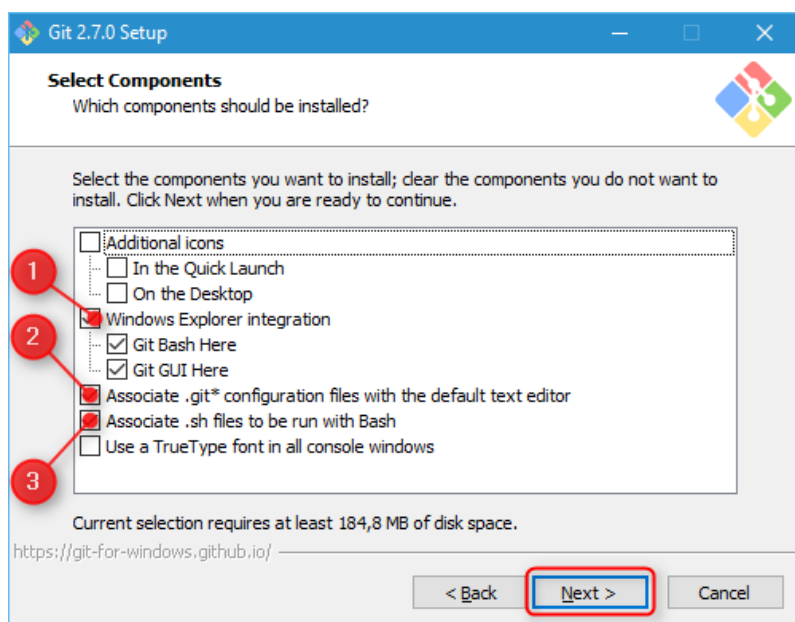 Git 2.7.0 Setup
Select Components
Which components should be installed?
Select the components you want to install; clear the components you do not want to
install. Click Next when you are ready to continue.
Additional icons
In the Quick Launch
On the Desktop
1
Windows Explorer integration
2
Git Bash Here
Git GUI Here
Associate .git* configuration files with the default text editor
Associate .sh files to be run with Bash
Use a TrueType font in all console windows
3
Current selection requires at least 184,8 MB of disk space.
https://git-for-windows.github.io/
< Back
Next >
Cancel